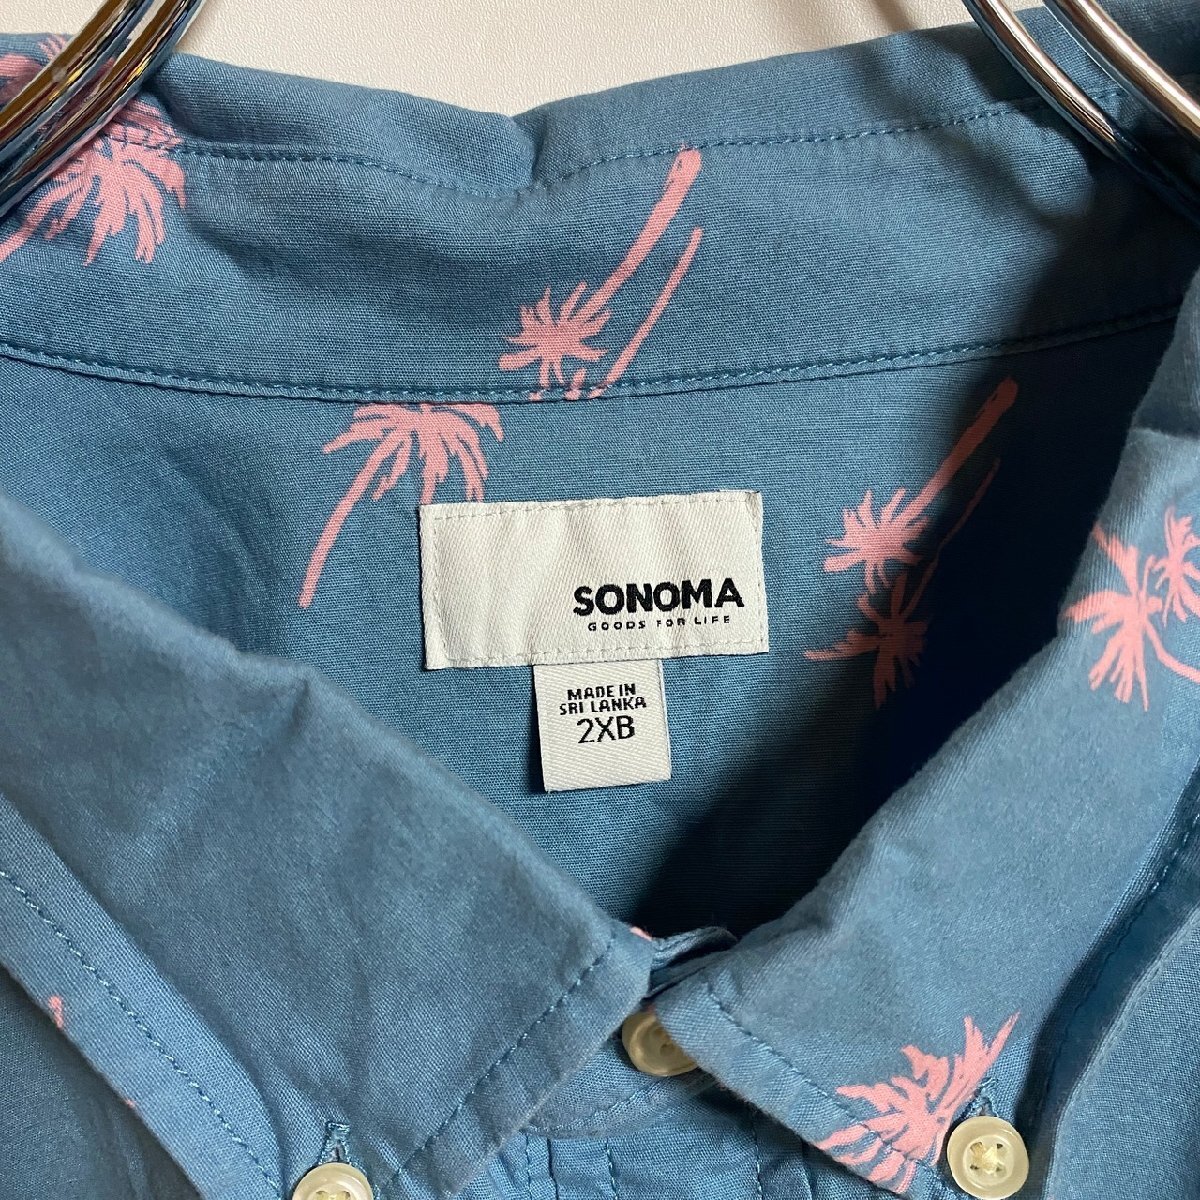 SONOMA
GOODS FOR LIFE
MADE IN
SRI LANKA
2XB